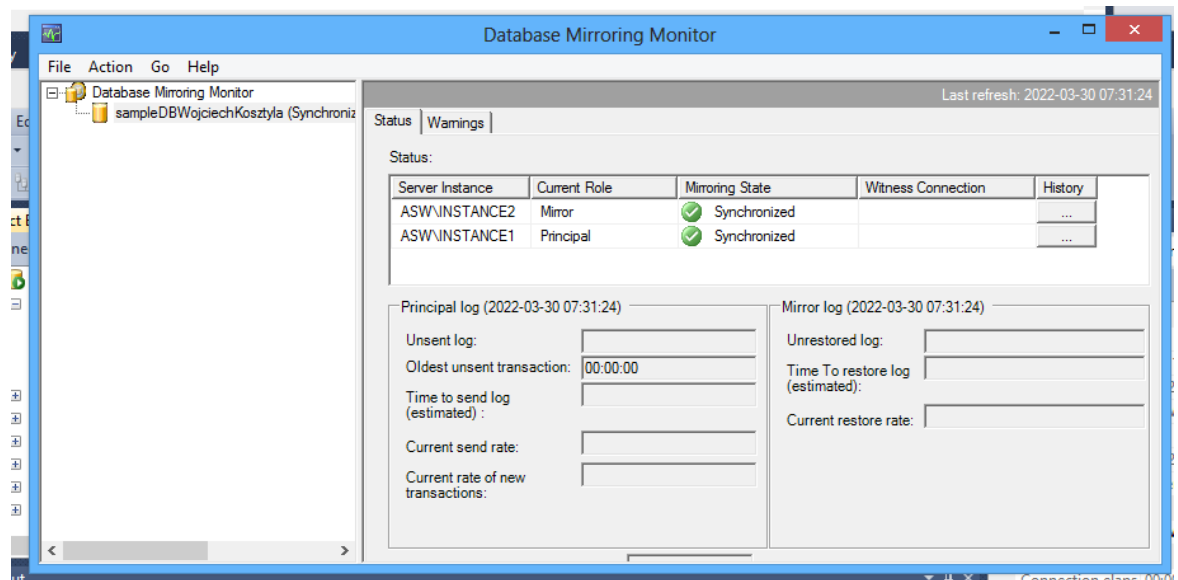 Database Mirroring Monitor
File Action Go Help
Database Mirroring Monitor
sampleDBWojciechKosztyła (Synchroniz
Last refresh: 2022-03-30 07:31:24
Status Warnings
Status:
Server Instance Current Role Mirroring State Witness Connection History
ASW\INSTANCE2 Mirror Synchronized ...
ASW\INSTANCE1 Principal Synchronized ...
Principal log (2022-03-30 07:31:24)
Unsent log:
Oldest unsent transaction: 00:00:00
Time to send log
(estimated) :
Current send rate:
Current rate of new
transactions:
Mirror log (2022-03-30 07:31:24)
Unrestored log:
Time To restore log
(estimated):
Current restore rate: